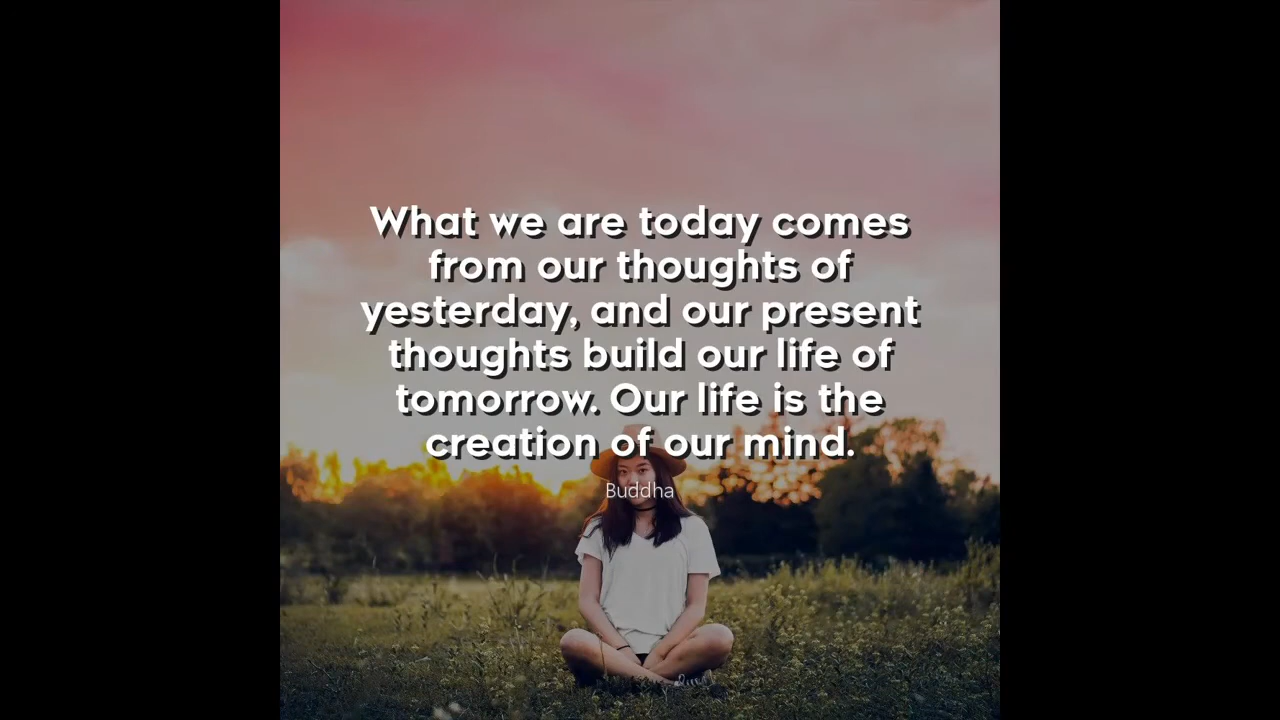 What we are today comes
from our thoughts of
yesterday, and our present
thoughts build our life of
tomorrow. Our life is the
creation of our mind.
Buddha